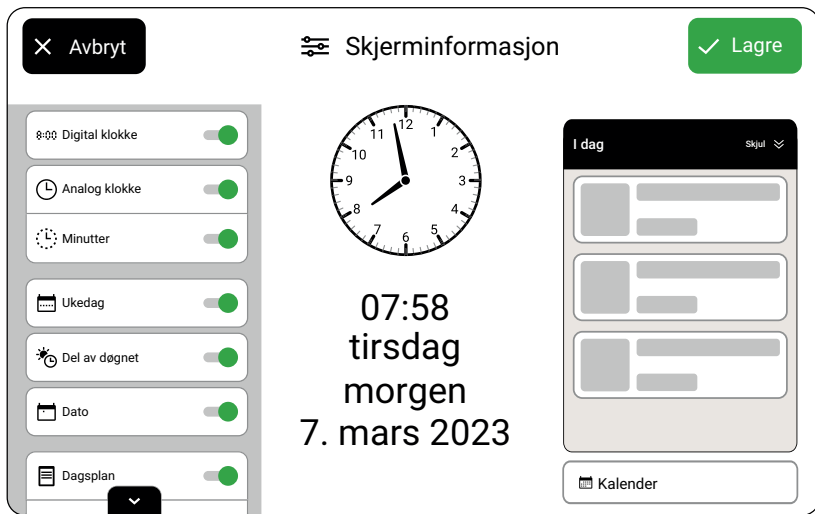 Avbryt
Skjerminformasjon
Lagre
8:00 Digital klokke
Analog klokke
Minutter
Ukedag
Del av døgnet
Dato
Dagsplan
12
1
2
3
4
5
6
7
8
9
10
11
07:58
tirsdag
morgen
7. mars 2023
I dag
Skjul
Kalender